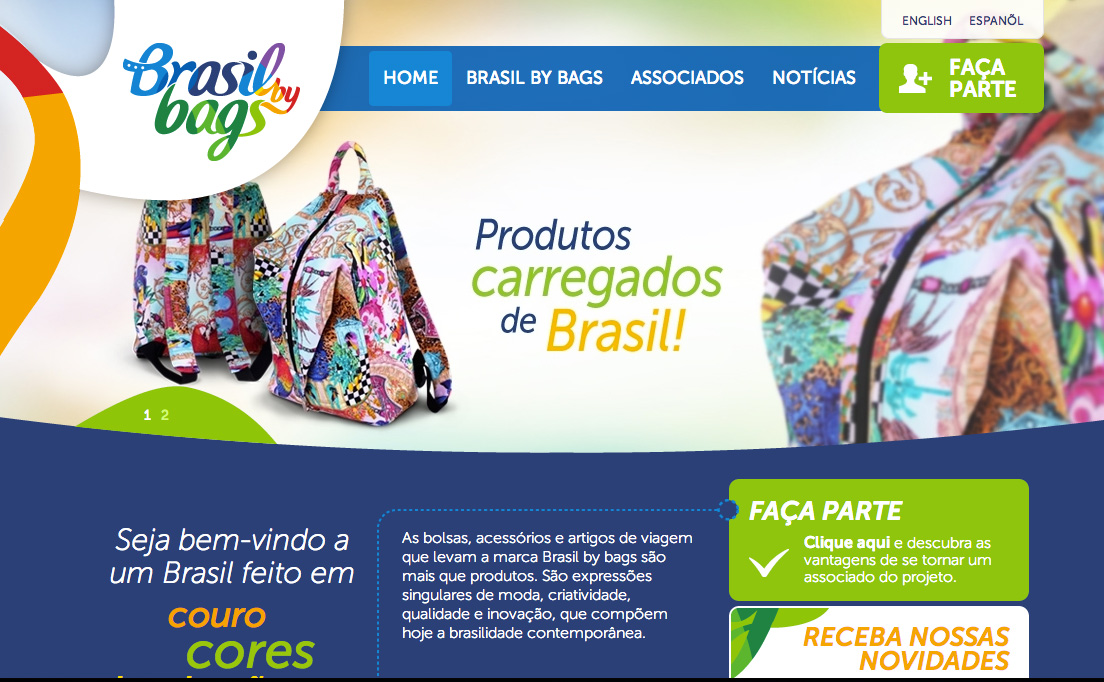 ENGLISH ESPANÕL
Brasil
by
bags
HOME BRASIL BY BAGS ASSOCIADOS NOTÍCIAS
FAÇA
PARTE
Produtos
carregados
de Brasil!
1 2
Seja bem-vindo a
um Brasil feito em
couro
cores
As bolsas, acessórios e artigos de viagem
que levam a marca Brasil by bags são
mais que produtos. São expressões
singulares de moda, criatividade,
qualidade e inovação, que compõem
hoje a brasilidade contemporânea.
FAÇA PARTE
Clique aqui e descubra as
vantagens de se tornar um
associado do projeto.
RECEBA NOSSAS
NOVIDADES